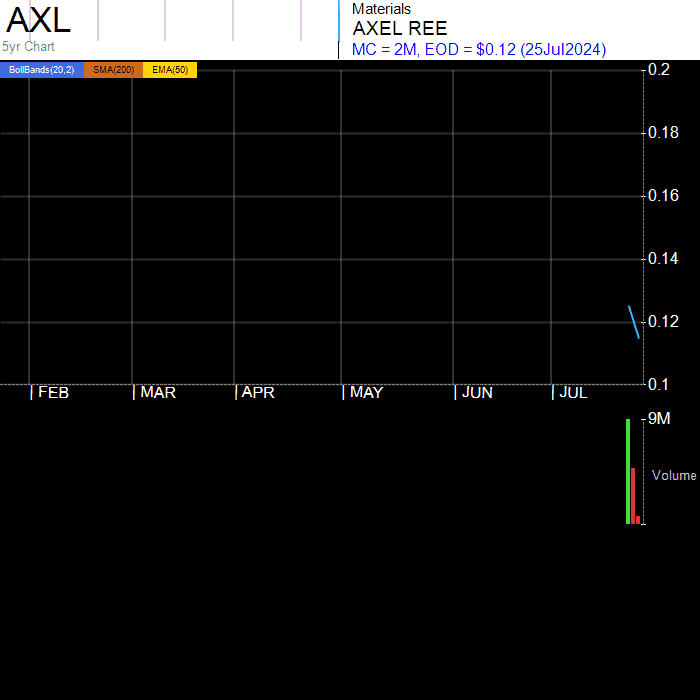 AXL
5yr Chart
Materials
AXEL REE
MC = 2M, EOD = $0.12 (25Jul2024)
BollBands(20,2) SMA(200) EMA(50)
0.2
0.18
0.16
0.14
0.12
0.1
FEB MAR APR MAY JUN JUL
9M
Volume